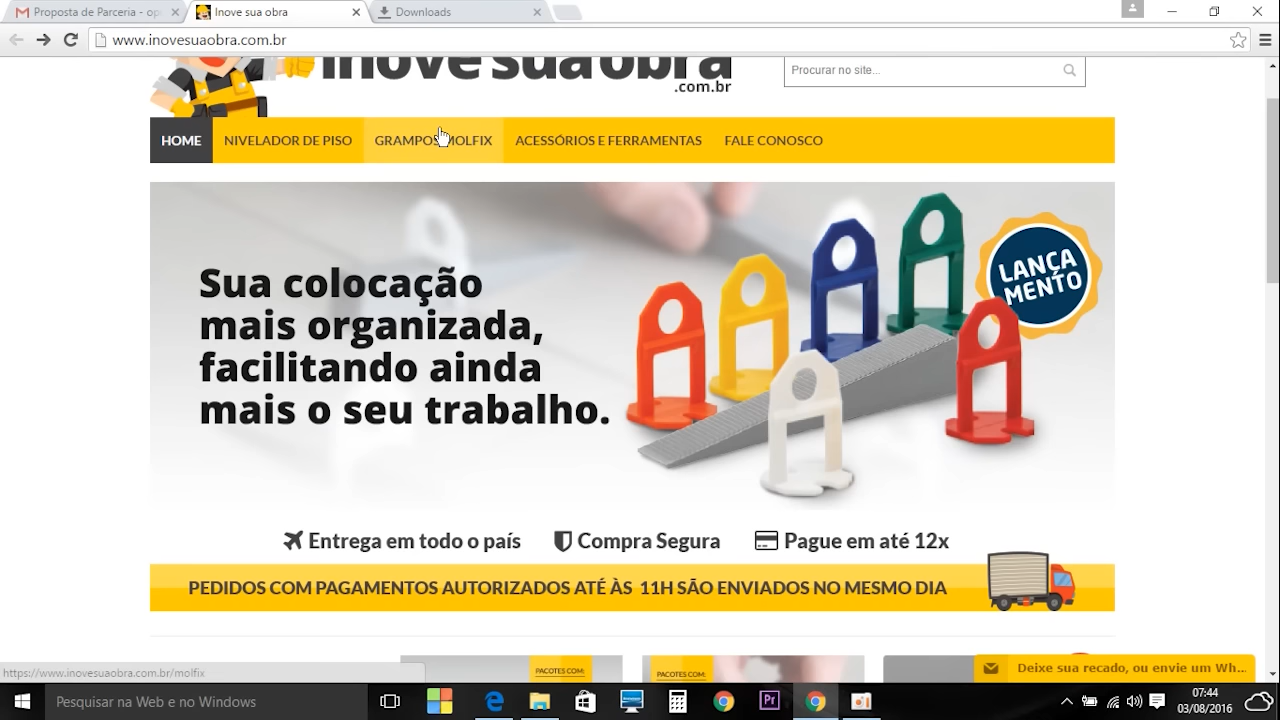 Proposta de Parceria - op
Inove sua obra
Downloads
www.inovesuaobra.com.br
inove sua obra
.com.br
Procurar no site...
HOME
NIVELADOR DE PISO
GRAMPOS MOLFIX
ACESSÓRIOS E FERRAMENTAS
FALE CONOSCO
Sua colocação
mais organizada,
facilitando ainda
mais o seu trabalho.
LANÇA
MENTO
Entrega em todo o país
Compra Segura
Pague em até 12x
PEDIDOS COM PAGAMENTOS AUTORIZADOS ATÉ ÀS 11H SÃO ENVIADOS NO MESMO DIA
PACOTES COM:
PACOTES COM:
https://www.inovesuaobra.com.br/molfix
Deixe sua recado, ou envie um Wh...
Pesquisar na Web e no Windows
Pr
07:44
03/08/2016